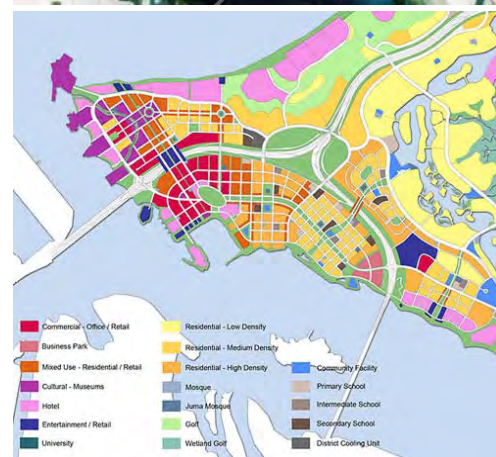 Commercial - Office / Retail
Business Park
Mixed Use - Residential / Retail
Cultural - Museums
Hotel
Entertainment / Retail
University
Residential - Low Density
Residential - Medium Density
Residential - High Density
Mosque
Juma Mosque
Golf
Wetland Golf
Community Facility
Primary School
Intermediate School
Secondary School
District Cooling Unit